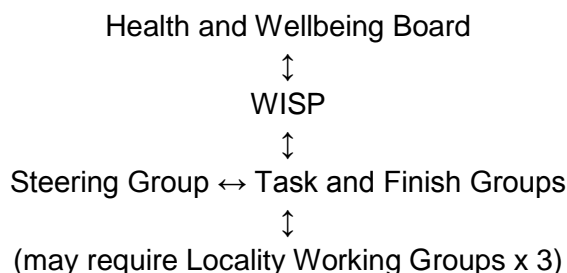 Health and Wellbeing Board
↕
WISP
↕
Steering Group ↔ Task and Finish Groups
↕
(may require Locality Working Groups x 3)